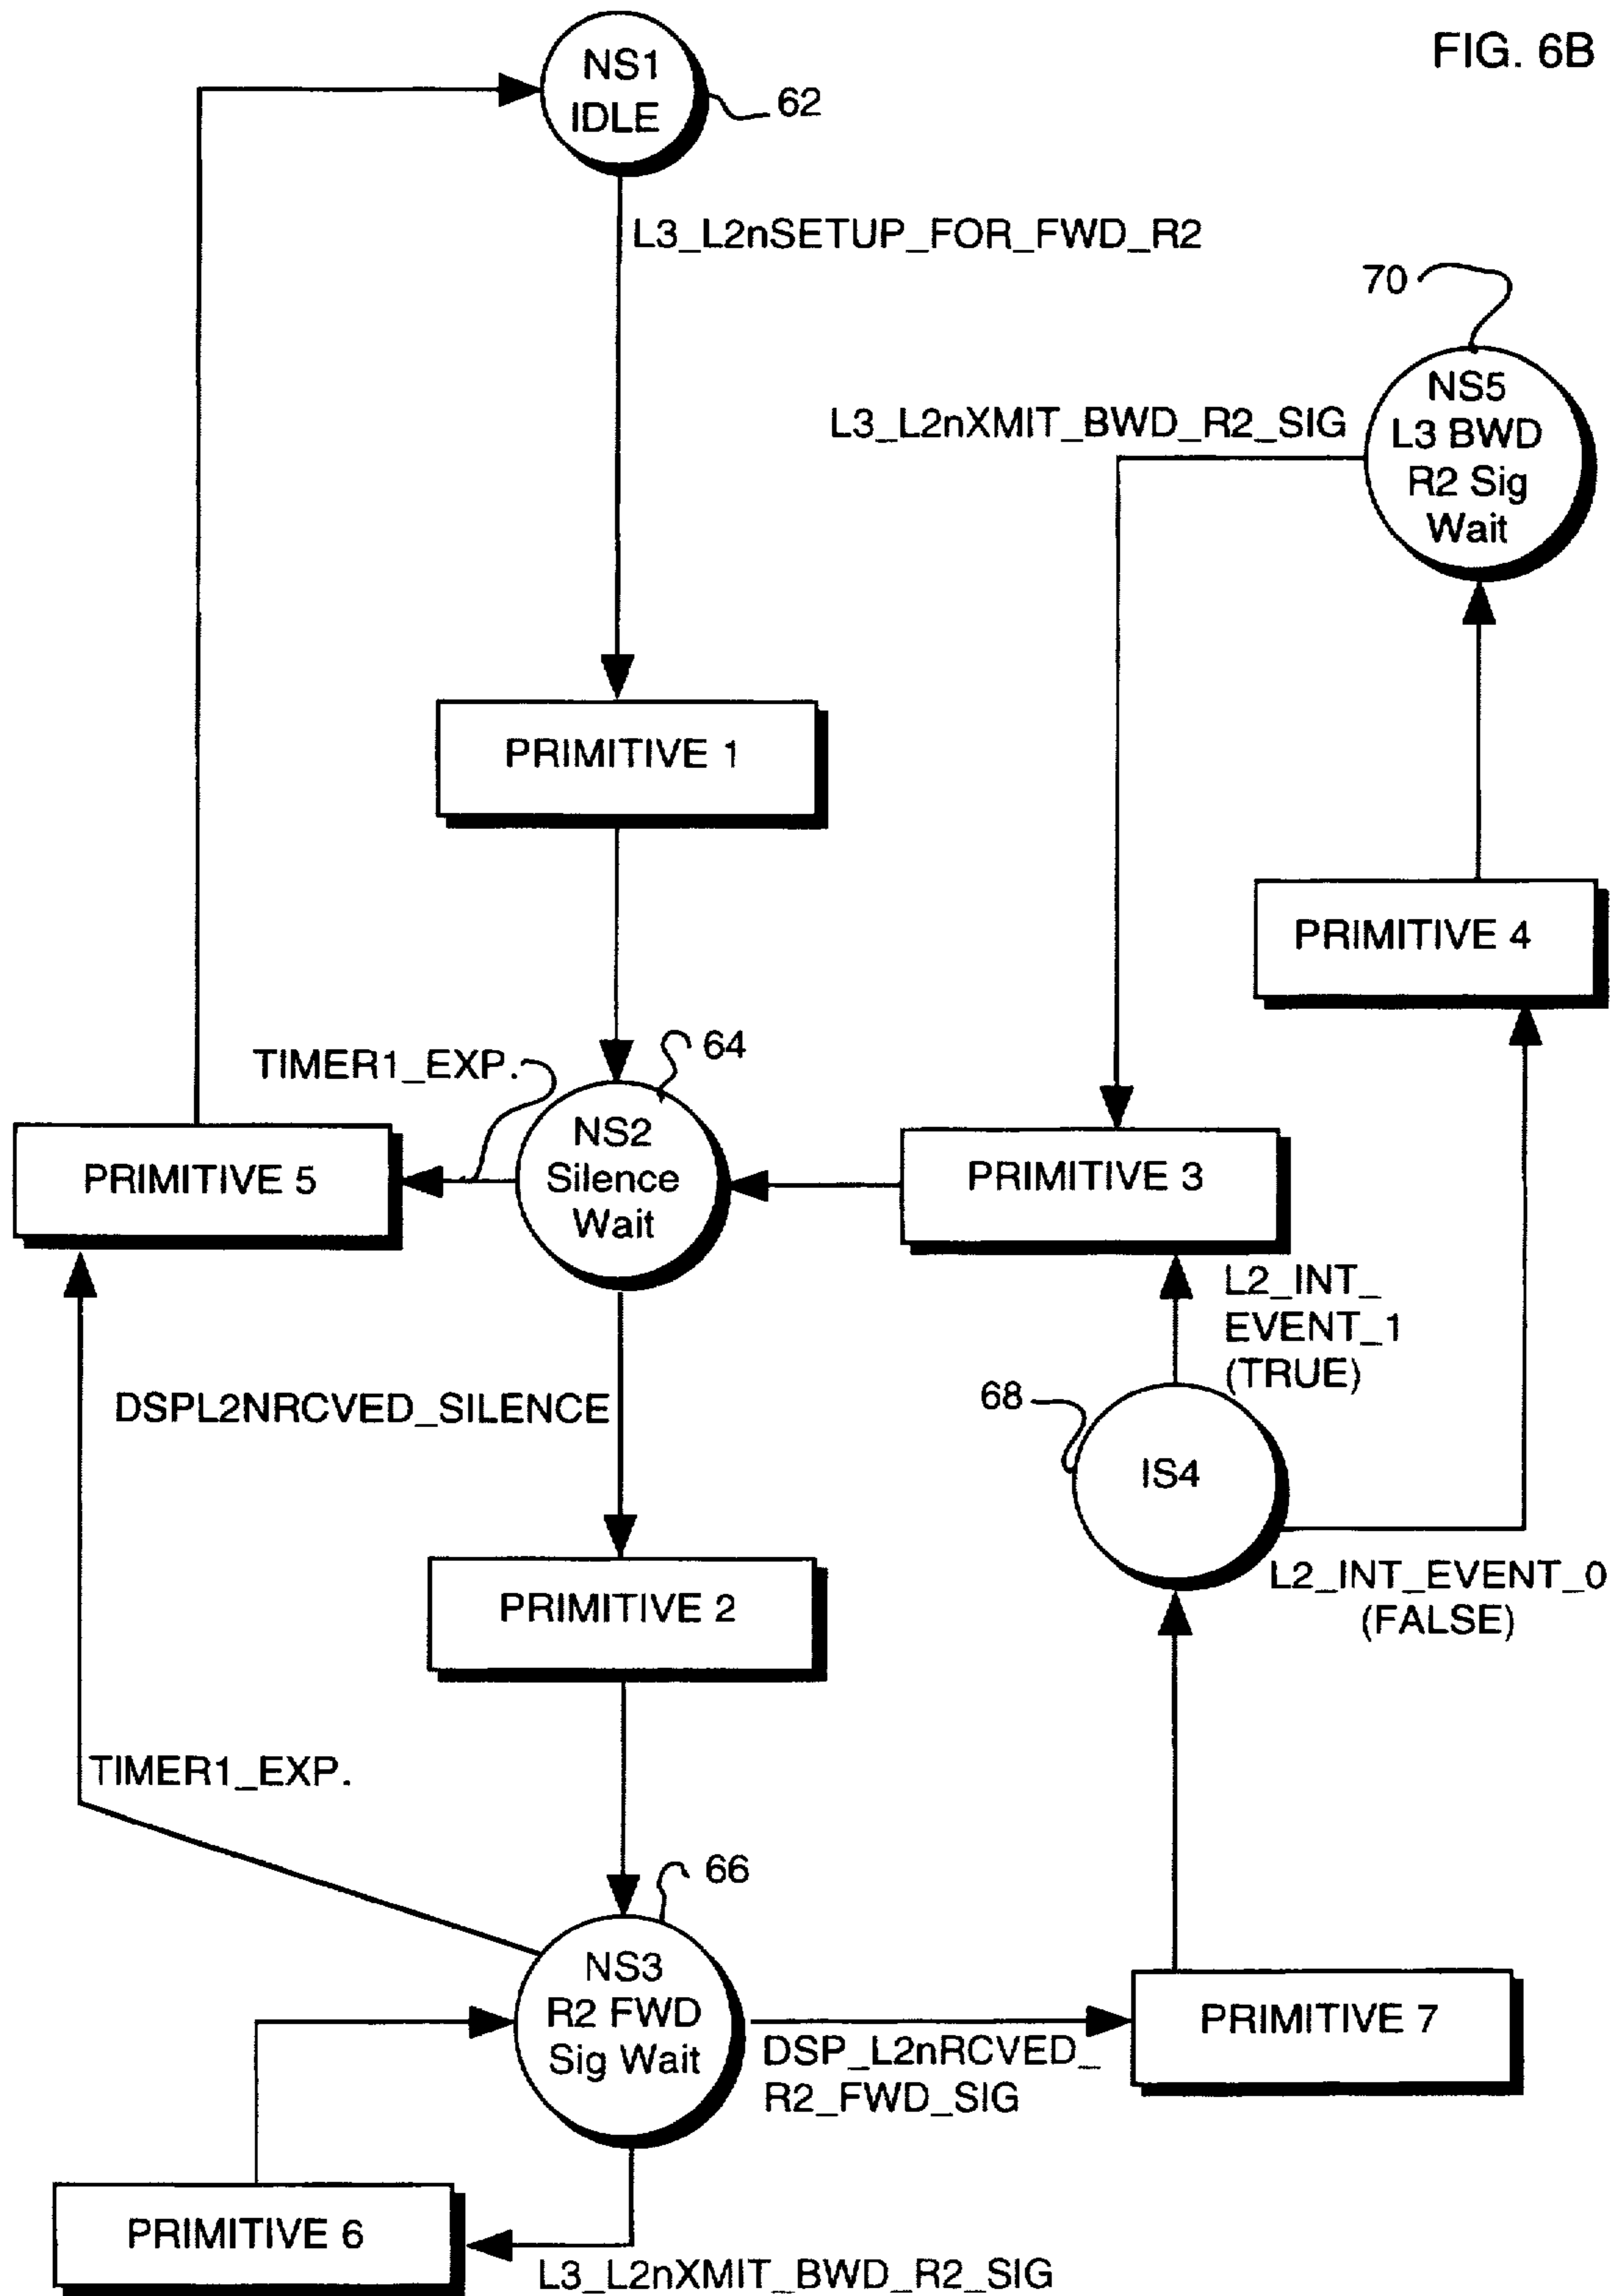 FIG. 6B
NS1
IDLE
62
L3_L2nSETUP_FOR_FWD_R2
70
NS5
L3 BWD
R2 Sig
Wait
L3_L2nXMIT_BWD_R2_SIG
PRIMITIVE 1
PRIMITIVE 4
TIMER1_EXP.
64
NS2
Silence
Wait
PRIMITIVE 5
PRIMITIVE 3
L2_INT_
EVENT_1
(TRUE)
DSPL2NRCVED_SILENCE
68
IS4
L2_INT_EVENT_0
(FALSE)
PRIMITIVE 2
TIMER1_EXP.
66
NS3
R2 FWD
Sig Wait
DSP_L2nRCVED_
R2_FWD_SIG
PRIMITIVE 7
PRIMITIVE 6
L3_L2nXMIT_BWD_R2_SIG